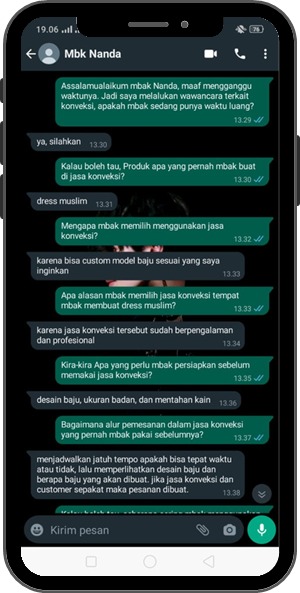 19.06
76
Mbk Nanda
Assalamualaikum mbak Nanda, maaf mengganggu
waktunya. Jadi saya melalukan wawancara terkait
konveksi, apakah mbak sedang punya waktu luang?
13.29
ya, silahkan
13.30
Kalau boleh tau, Produk apa yang pernah mbak buat
di jasa konveksi?
13.30
dress muslim
13.31
Mengapa mbak memilih menggunakan jasa
konveksi?
13.32
karena bisa custom model baju sesuai yang saya
inginkan
13.33
Apa alasan mbak memilih jasa konveksi tempat
mbak membuat dress muslim?
13.33
karena jasa konveksi tersebut sudah berpengalaman
dan profesional
13.34
Kira-kira Apa yang perlu mbak persiapkan sebelum
memakai jasa konveksi?
13.35
desain baju, ukuran badan, dan mentahan kain
13.36
Bagaimana alur pemesanan dalam jasa konveksi
yang pernah mbak pakai sebelumnya?
13.37
menjadwalkan jatuh tempo apakah bisa tepat waktu
atau tidak, lalu memperlihatkan desain baju dan
berapa baju yang akan dibuat. jika jasa konveksi dan
customer sepakat maka pesanan dibuat.
13.38
Kirim pesan